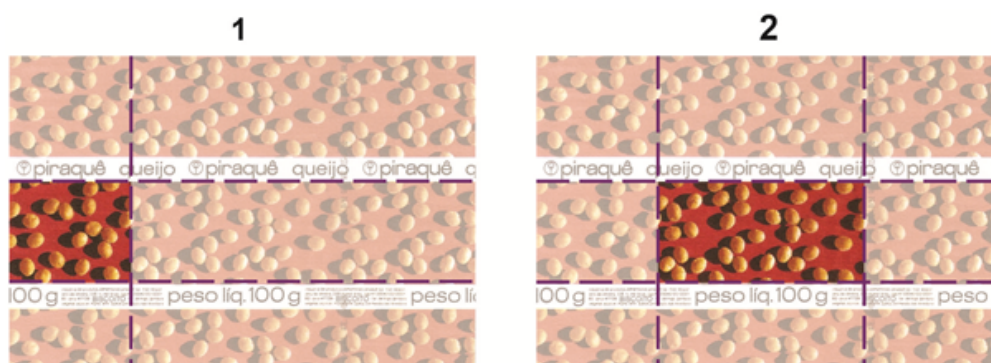 1
2
piraquê queijo piraquê queijo piraquê
piraquê queijo piraquê queijo piraquê
100 g peso líq. 100 g peso
100 g peso líq. 100 g peso